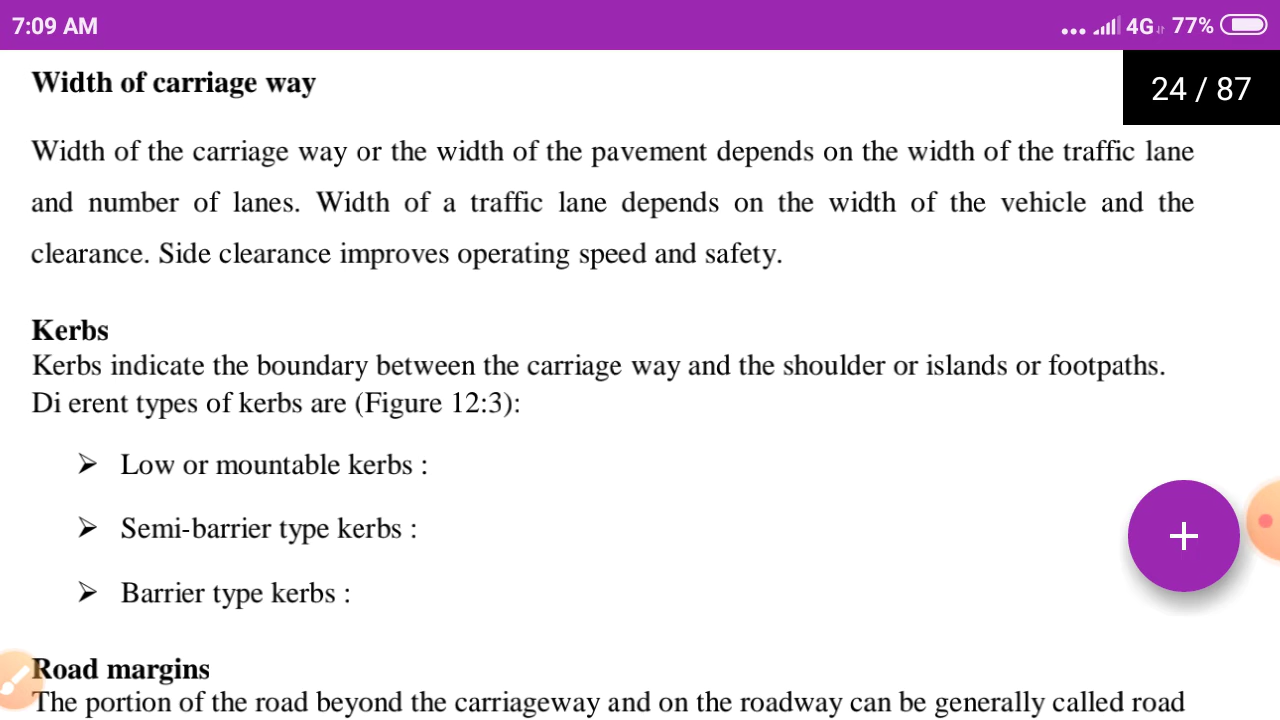 7:09 AM
4G 77%
24 / 87
Width of carriage way
Width of the carriage way or the width of the pavement depends on the width of the traffic lane
and number of lanes. Width of a traffic lane depends on the width of the vehicle and the
clearance. Side clearance improves operating speed and safety.
Kerbs
Kerbs indicate the boundary between the carriage way and the shoulder or islands or footpaths.
Di erent types of kerbs are (Figure 12:3):
➢ Low or mountable kerbs :
➢ Semi-barrier type kerbs :
➢ Barrier type kerbs :
Road margins
The portion of the road beyond the carriageway and on the roadway can be generally called road